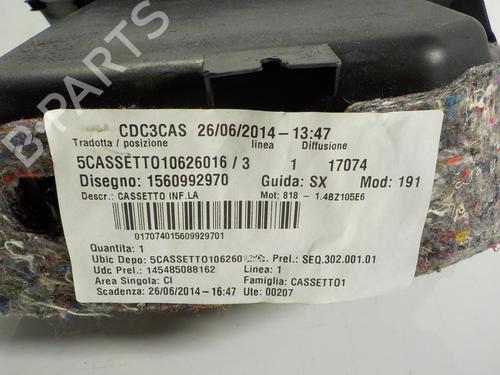 CDC3CAS 26/06/2014-13:47
Tradotta / posizione linea Diffusione
5CASSETTO10626016 / 3 1 17074
Disegno: 1560992970 Guida: SX Mod: 191
Descr.: CASSETTO INF.LA Mot: 818 - 1.4BZ105E6
017074015609929701
Quantita: 1
Ubic Depo: 5CASSETTO106260 Prel.: SEQ.302.001.01
Udc Prel.: 145485088162 Linea: 1
Area Singola: CI Famiglia: CASSETTO1
Scadenza: 26/06/2014-16:47 Ute: 00207
B-PARTS